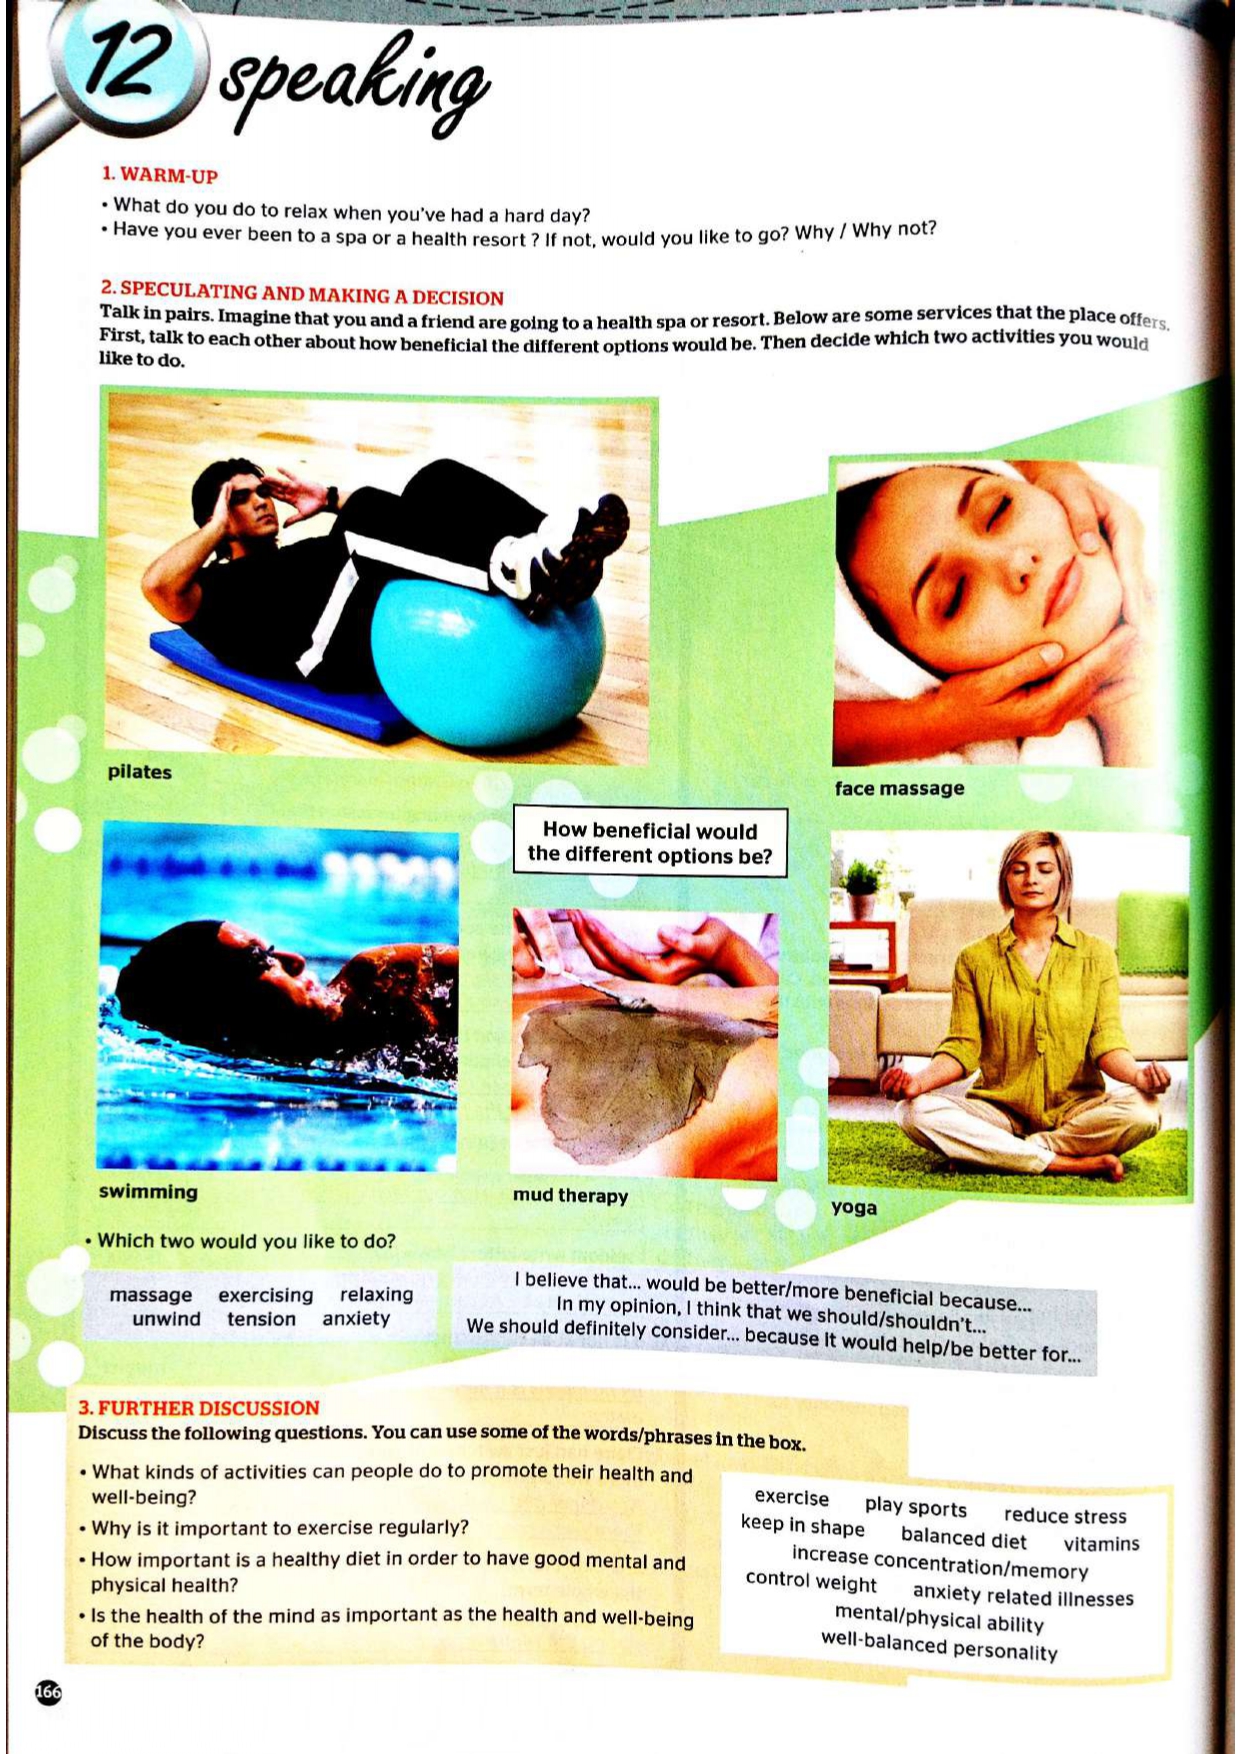 12 speaking
1. WARM-UP
• What do you do to relax when you've had a hard day?
• Have you ever been to a spa or a health resort ? If not, would you like to go? Why / Why not?
2. SPECULATING AND MAKING A DECISION
Talk in pairs. Imagine that you and a friend are going to a health spa or resort. Below are some services that the place offers.
First, talk to each other about how beneficial the different options would be. Then decide which two activities you would
like to do.
pilates
face massage
How beneficial would
the different options be?
swimming
mud therapy
yoga
• Which two would you like to do?
massage exercising relaxing
unwind tension anxiety
I believe that... would be better/more beneficial because...
In my opinion, I think that we should/shouldn't...
We should definitely consider... because It would help/be better for...
3. FURTHER DISCUSSION
Discuss the following questions. You can use some of the words/phrases in the box.
• What kinds of activities can people do to promote their health and
well-being?
• Why is it important to exercise regularly?
• How important is a healthy diet in order to have good mental and
physical health?
• Is the health of the mind as important as the health and well-being
of the body?
exercise play sports reduce stress
keep in shape balanced diet vitamins
increase concentration/memory
control weight anxiety related illnesses
mental/physical ability
well-balanced personality
166